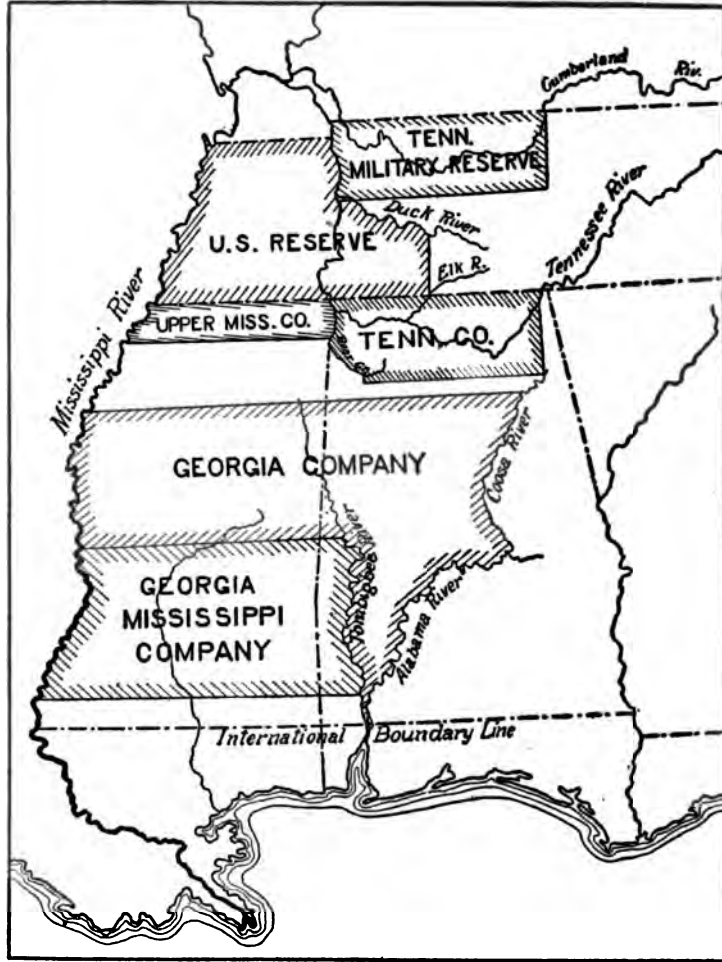 Cumberland Riv.
TENN.
MILITARY RESERVE
Duck River
Tennessee River
U.S. RESERVE
Elk R.
Mississippi River
UPPER MISS. CO.
TENN. CO.
GEORGIA COMPANY
Coosa River
Tombigbee River
GEORGIA
MISSISSIPPI
COMPANY
Alabama River
International Boundary Line